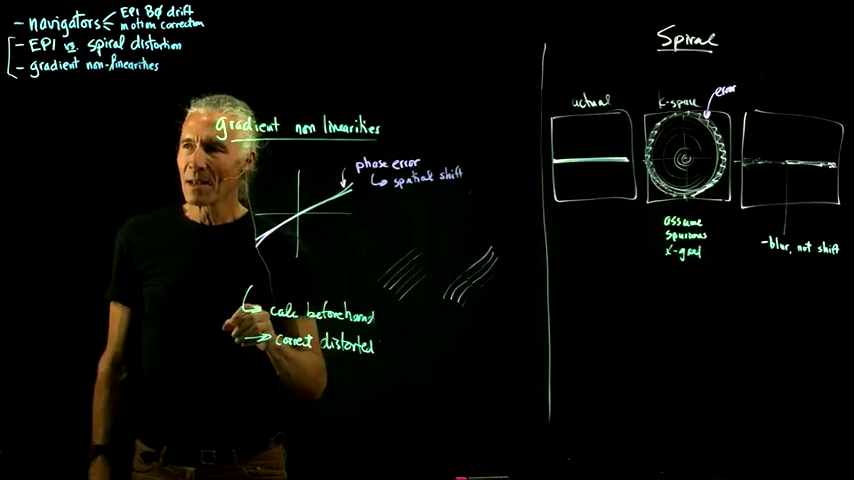 - navigators
EPI BØ drift
motion correction
- EPI vs. spiral distortion
- gradient non-linearities
gradient non linearities
phase error
spatial shift
calc beforehand
correct distorted
Spiral
actual
k-space
error
assume
spurious
x-grad
- blur, not shift